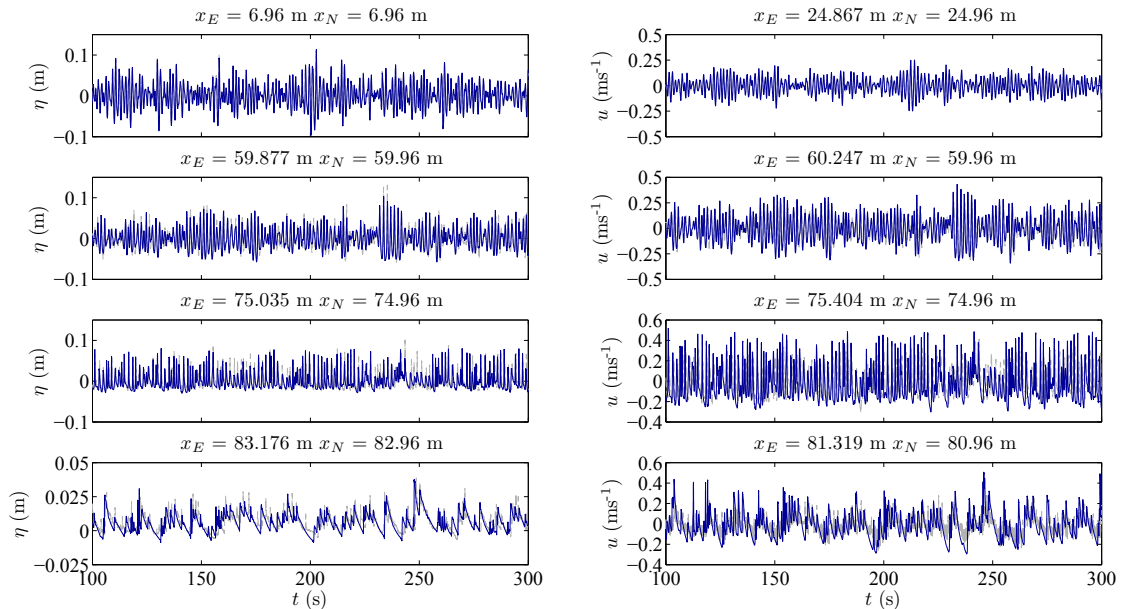 x_E = 6.96 m x_N = 6.96 m
0.1
0
−0.1
η (m)
x_E = 59.877 m x_N = 59.96 m
0.1
0
−0.1
η (m)
x_E = 75.035 m x_N = 74.96 m
0.1
0
−0.1
η (m)
x_E = 83.176 m x_N = 82.96 m
0.05
0.025
0
−0.025
η (m)
100 150 200 250 300
t (s)
x_E = 24.867 m x_N = 24.96 m
0.5
0.25
0
−0.25
−0.5
u (ms⁻¹)
x_E = 60.247 m x_N = 59.96 m
0.5
0.25
0
−0.25
−0.5
u (ms⁻¹)
x_E = 75.404 m x_N = 74.96 m
0.6
0.4
0.2
0
−0.2
−0.4
u (ms⁻¹)
x_E = 81.319 m x_N = 80.96 m
0.6
0.4
0.2
0
−0.2
−0.4
u (ms⁻¹)
100 150 200 250 300
t (s)